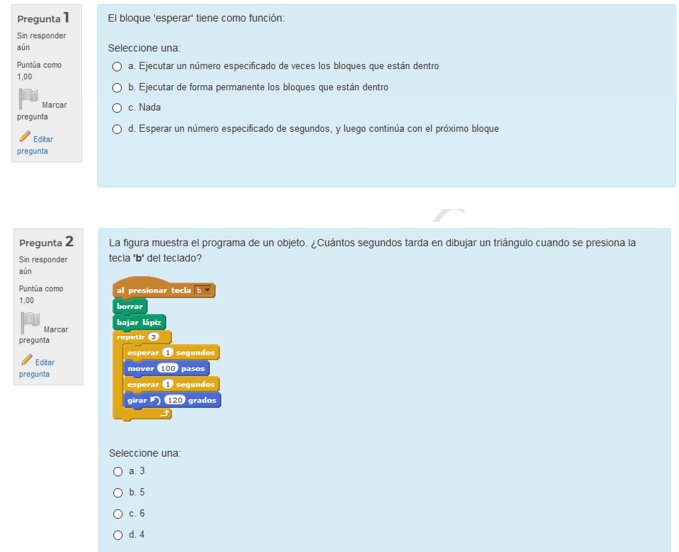 Pregunta 1
Sin responder
aún
Puntúa como
1,00
Marcar
pregunta
Editar
pregunta
El bloque 'esperar' tiene como función:
Seleccione una:
a. Ejecutar un número especificado de veces los bloques que están dentro
b. Ejecutar de forma permanente los bloques que están dentro
c. Nada
d. Esperar un número especificado de segundos, y luego continúa con el próximo bloque
Pregunta 2
Sin responder
aún
Puntúa como
1,00
Marcar
pregunta
Editar
pregunta
La figura muestra el programa de un objeto. ¿Cuántos segundos tarda en dibujar un triángulo cuando se presiona la
tecla 'b' del teclado?
al presionar tecla b
borrar
bajar lápiz
repetir 3
esperar 1 segundos
mover 100 pasos
esperar 1 segundos
girar 120 grados
Seleccione una:
a. 3
b. 5
c. 6
d. 4